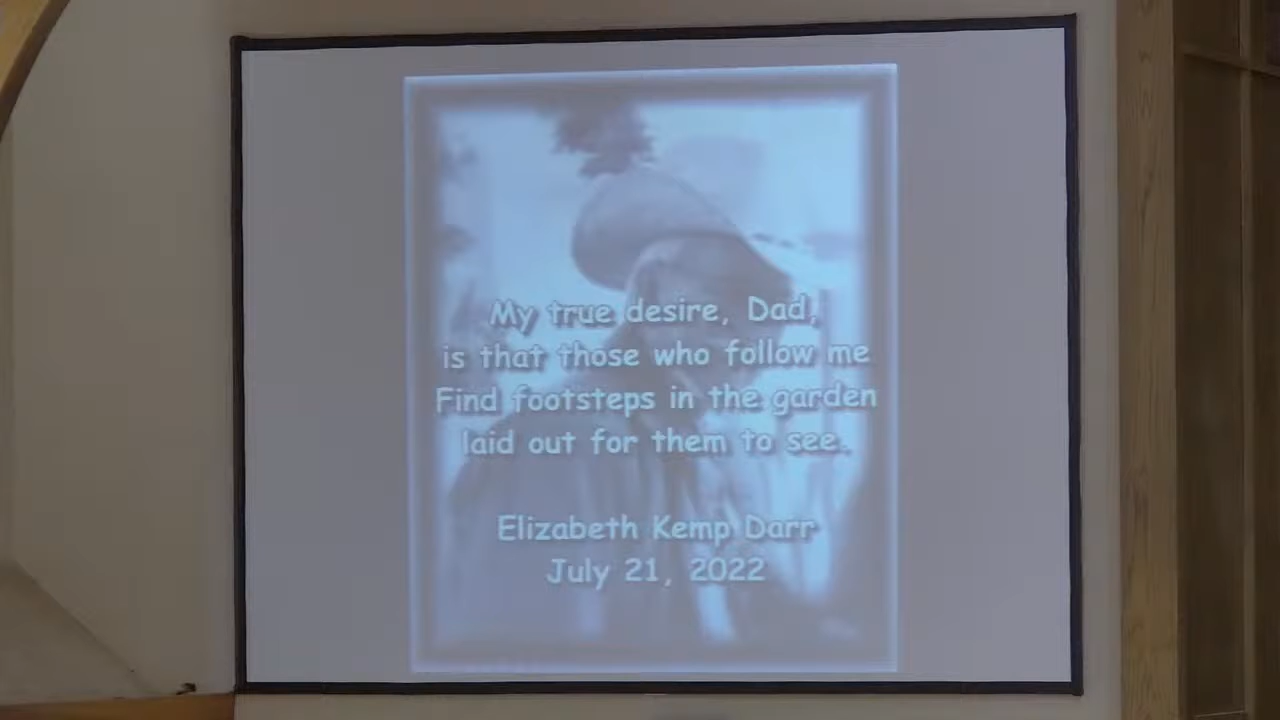 My true desire, Dad,
is that those who follow me
Find footsteps in the garden
laid out for them to see.
Elizabeth Kemp Darr
July 21, 2022